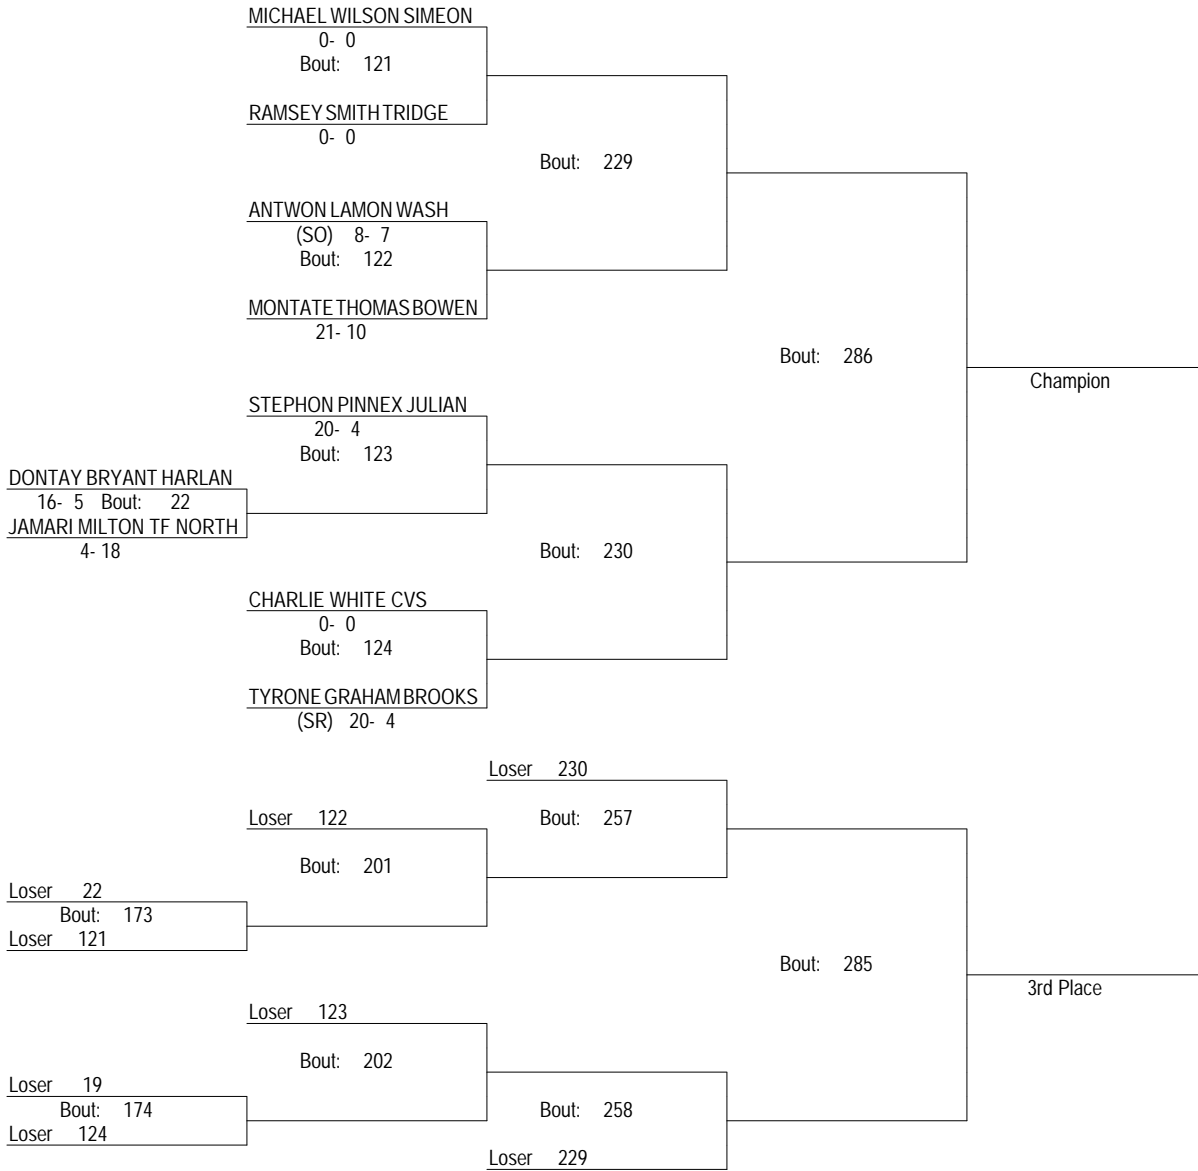 MICHAEL WILSON SIMEON
0- 0
Bout: 121
RAMSEY SMITH TRIDGE
0- 0
Bout: 229
ANTWON LAMON WASH
(SO) 8- 7
Bout: 122
MONTATE THOMAS BOWEN
21- 10
Bout: 286
Champion
STEPHON PINNEX JULIAN
20- 4
Bout: 123
DONTAY BRYANT HARLAN
16- 5 Bout: 22
JAMARI MILTON TF NORTH
4- 18
Bout: 230
CHARLIE WHITE CVS
0- 0
Bout: 124
TYRONE GRAHAM BROOKS
(SR) 20- 4
Loser 230
Loser 122
Bout: 257
Bout: 201
Loser 22
Bout: 173
Loser 121
Bout: 285
3rd Place
Loser 123
Bout: 202
Loser 19
Bout: 174
Bout: 258
Loser 124
Loser 229